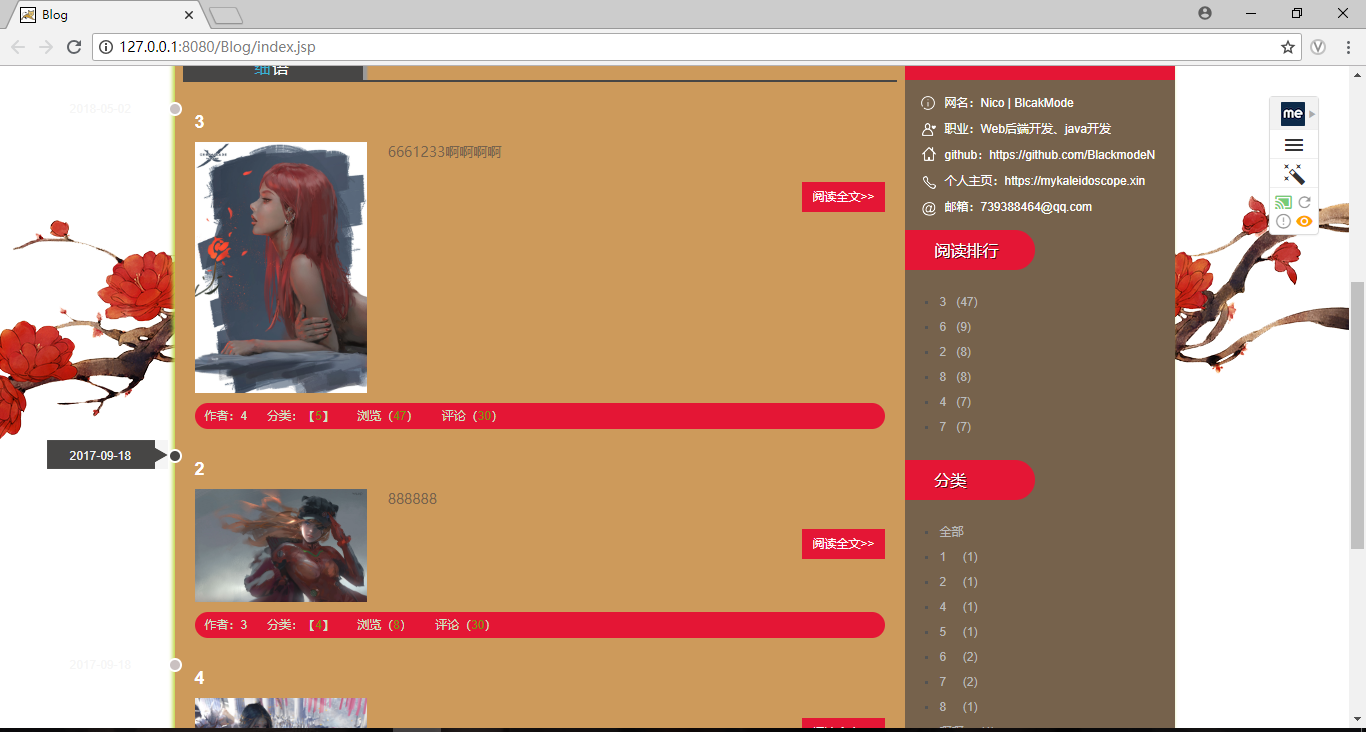 Blog
127.0.0.1:8080/Blog/index.jsp
细语
2018-05-02
3
6661233啊啊啊啊
阅读全文>>
作者：4 分类：【5】 浏览（47） 评论（30）
2017-09-18
2
888888
阅读全文>>
作者：3 分类：【4】 浏览（8） 评论（30）
2017-09-18
4
阅读全文>>
网名：Nico | BlcakMode
职业：Web后端开发、java开发
github：https://github.com/BlackmodeN
个人主页：https://mykaleidoscope.xin
邮箱：739388464@qq.com
阅读排行
3 (47)
6 (9)
2 (8)
8 (8)
4 (7)
7 (7)
分类
全部
1 (1)
2 (1)
4 (1)
5 (1)
6 (2)
7 (2)
8 (1)
me